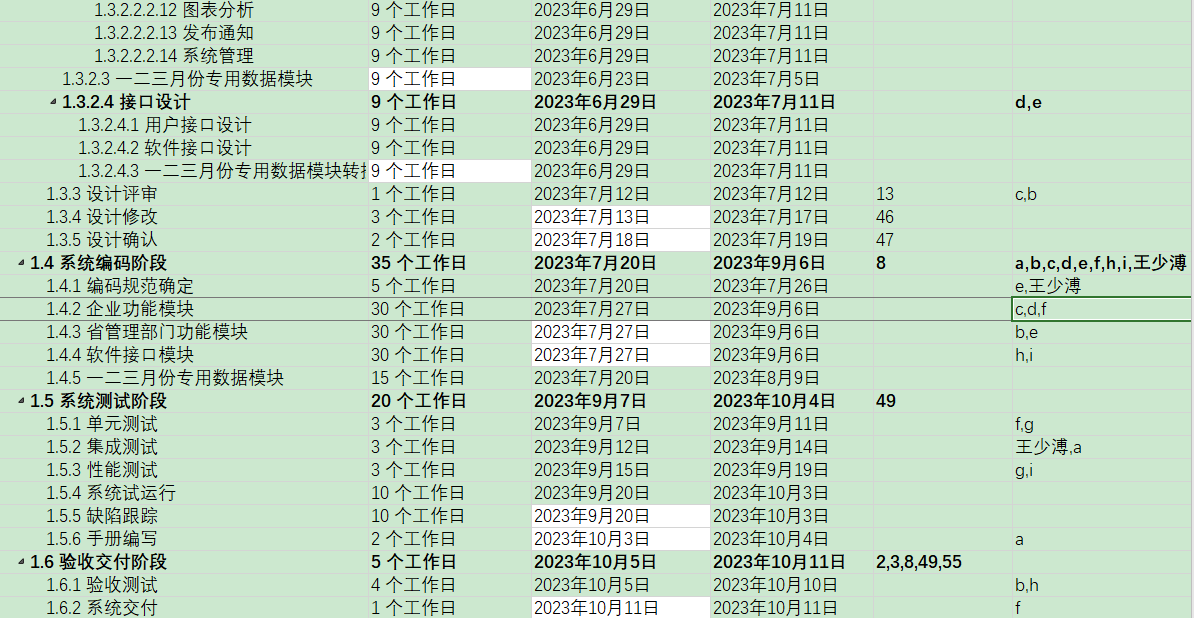 1.3.2.2.2.12 图表分析 9 个工作日 2023年6月29日 2023年7月11日
1.3.2.2.2.13 发布通知 9 个工作日 2023年6月29日 2023年7月11日
1.3.2.2.2.14 系统管理 9 个工作日 2023年6月29日 2023年7月11日
1.3.2.3 一二三月份专用数据模块 9 个工作日 2023年6月23日 2023年7月5日
1.3.2.4 接口设计 9 个工作日 2023年6月29日 2023年7月11日 d,e
1.3.2.4.1 用户接口设计 9 个工作日 2023年6月29日 2023年7月11日
1.3.2.4.2 软件接口设计 9 个工作日 2023年6月29日 2023年7月11日
1.3.2.4.3 一二三月份专用数据模块转 9 个工作日 2023年6月29日 2023年7月11日
1.3.3 设计评审 1 个工作日 2023年7月12日 2023年7月12日 13 c,b
1.3.4 设计修改 3 个工作日 2023年7月13日 2023年7月17日 46
1.3.5 设计确认 2 个工作日 2023年7月18日 2023年7月19日 47
1.4 系统编码阶段 35 个工作日 2023年7月20日 2023年9月6日 8 a,b,c,d,e,f,h,i,王少溥
1.4.1 编码规范确定 5 个工作日 2023年7月20日 2023年7月26日 e,王少溥
1.4.2 企业功能模块 30 个工作日 2023年7月27日 2023年9月6日 c,d,f
1.4.3 省管理部门功能模块 30 个工作日 2023年7月27日 2023年9月6日 b,e
1.4.4 软件接口模块 30 个工作日 2023年7月27日 2023年9月6日 h,i
1.4.5 一二三月份专用数据模块 15 个工作日 2023年7月20日 2023年8月9日
1.5 系统测试阶段 20 个工作日 2023年9月7日 2023年10月4日 49
1.5.1 单元测试 3 个工作日 2023年9月7日 2023年9月11日 f,g
1.5.2 集成测试 3 个工作日 2023年9月12日 2023年9月14日 王少溥,a
1.5.3 性能测试 3 个工作日 2023年9月15日 2023年9月19日 g,i
1.5.4 系统试运行 10 个工作日 2023年9月20日 2023年10月3日
1.5.5 缺陷跟踪 10 个工作日 2023年9月20日 2023年10月3日
1.5.6 手册编写 2 个工作日 2023年10月3日 2023年10月4日 a
1.6 验收交付阶段 5 个工作日 2023年10月5日 2023年10月11日 2,3,8,49,55
1.6.1 验收测试 4 个工作日 2023年10月5日 2023年10月10日 b,h
1.6.2 系统交付 1 个工作日 2023年10月11日 2023年10月11日 f